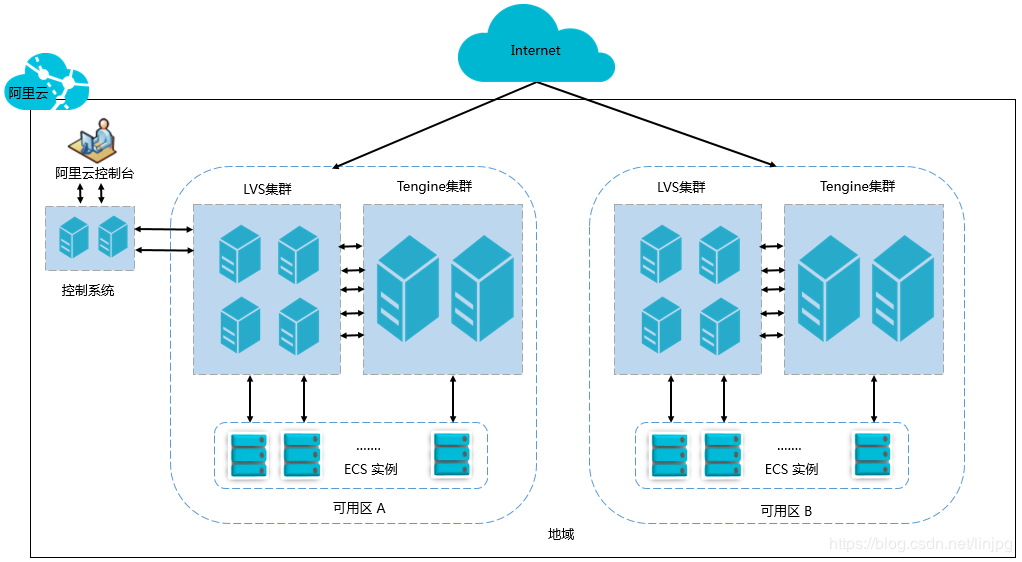 Internet
阿里云
阿里云控制台
控制系统
LVS集群
Tengine集群
.......
ECS 实例
可用区 A
LVS集群
Tengine集群
.......
ECS 实例
可用区 B
地域
https://blog.csdn.net/linjpg